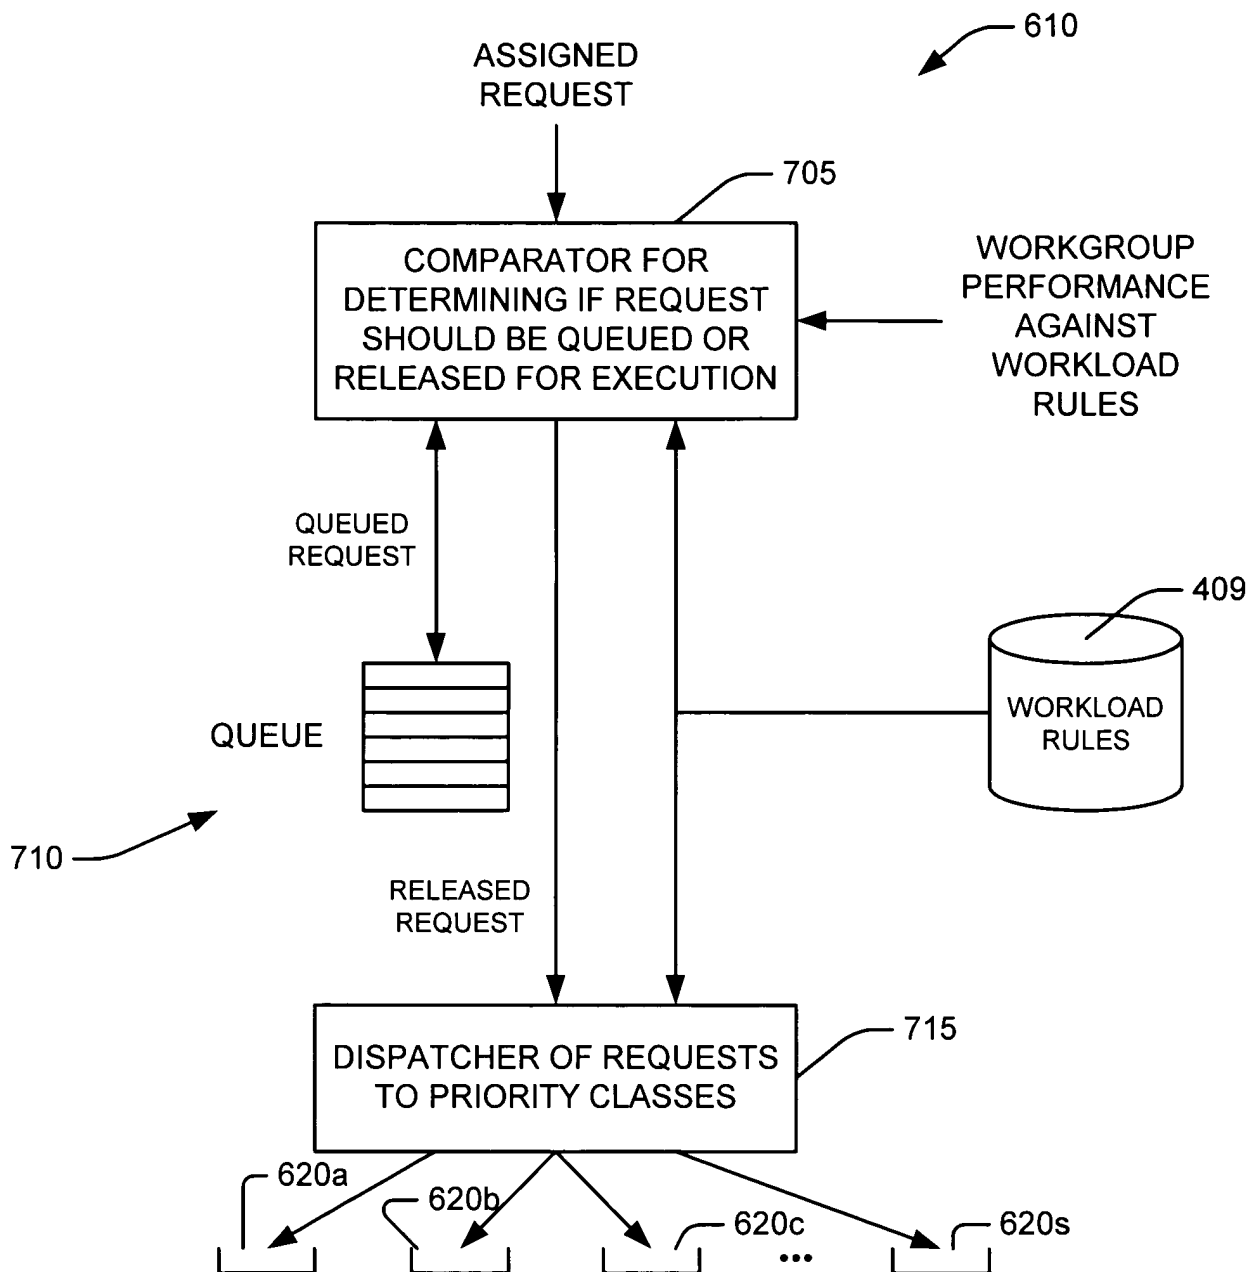 610
ASSIGNED
REQUEST
705
COMPARATOR FOR
DETERMINING IF REQUEST
SHOULD BE QUEUED OR
RELEASED FOR EXECUTION
WORKGROUP
PERFORMANCE
AGAINST
WORKLOAD
RULES
QUEUED
REQUEST
409
WORKLOAD
RULES
QUEUE
710
RELEASED
REQUEST
715
DISPATCHER OF REQUESTS
TO PRIORITY CLASSES
620a
620b
620c
...
620s